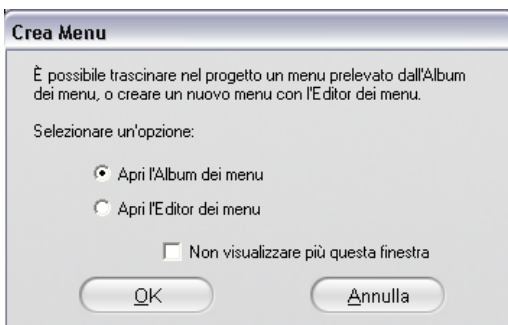 Crea Menu
È possibile trascinare nel progetto un menu prelevato dall'Album
dei menu, o creare un nuovo menu con l'Editor dei menu.
Selezionare un'opzione:
Apri l'Album dei menu
Apri l'Editor dei menu
Non visualizzare più questa finestra
OK Annulla